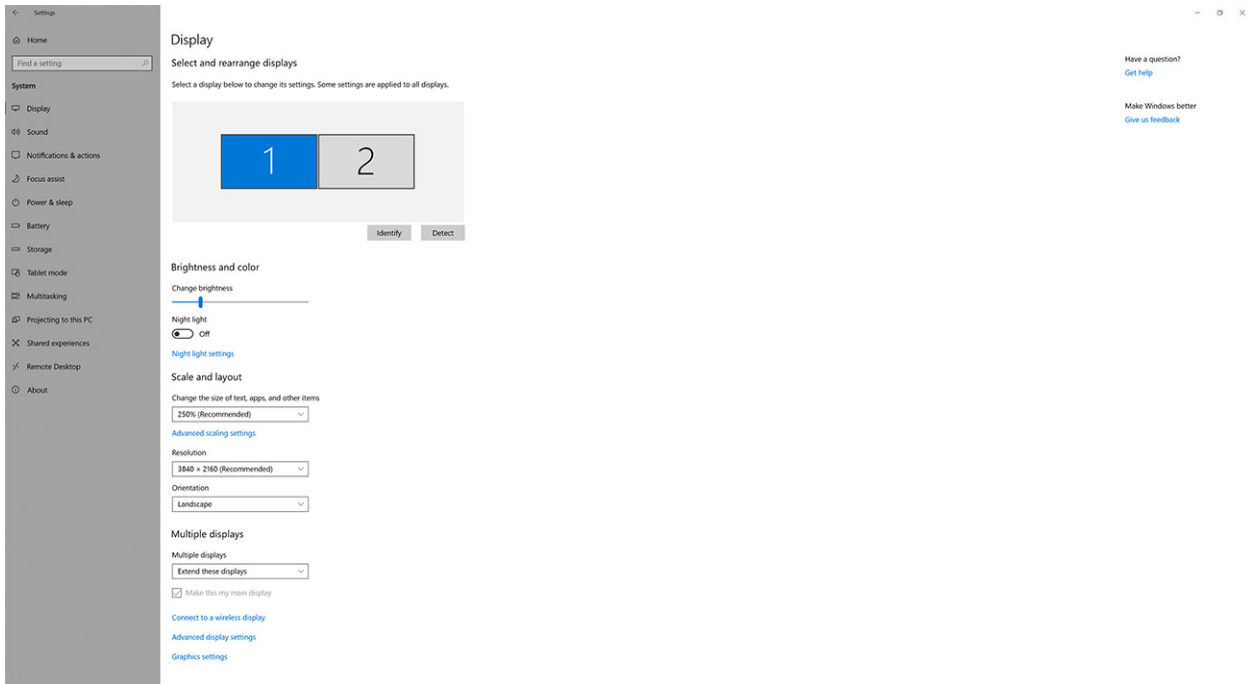 Settings
Home
Find a setting
System
Display
Sound
Notifications & actions
Focus assist
Power & sleep
Battery
Storage
Tablet mode
Multitasking
Projecting to this PC
Shared experiences
Remote Desktop
About
Display
Select and rearrange displays
Select a display below to change its settings. Some settings are applied to all displays.
1 2
Identify Detect
Brightness and color
Change brightness
Night light
Off
Night light settings
Scale and layout
Change the size of text, apps, and other items
250% (Recommended)
Advanced scaling settings
Resolution
3840 × 2160 (Recommended)
Orientation
Landscape
Multiple displays
Multiple displays
Extend these displays
Make this my main display
Connect to a wireless display
Advanced display settings
Graphics settings
Have a question?
Get help
Make Windows better
Give us feedback